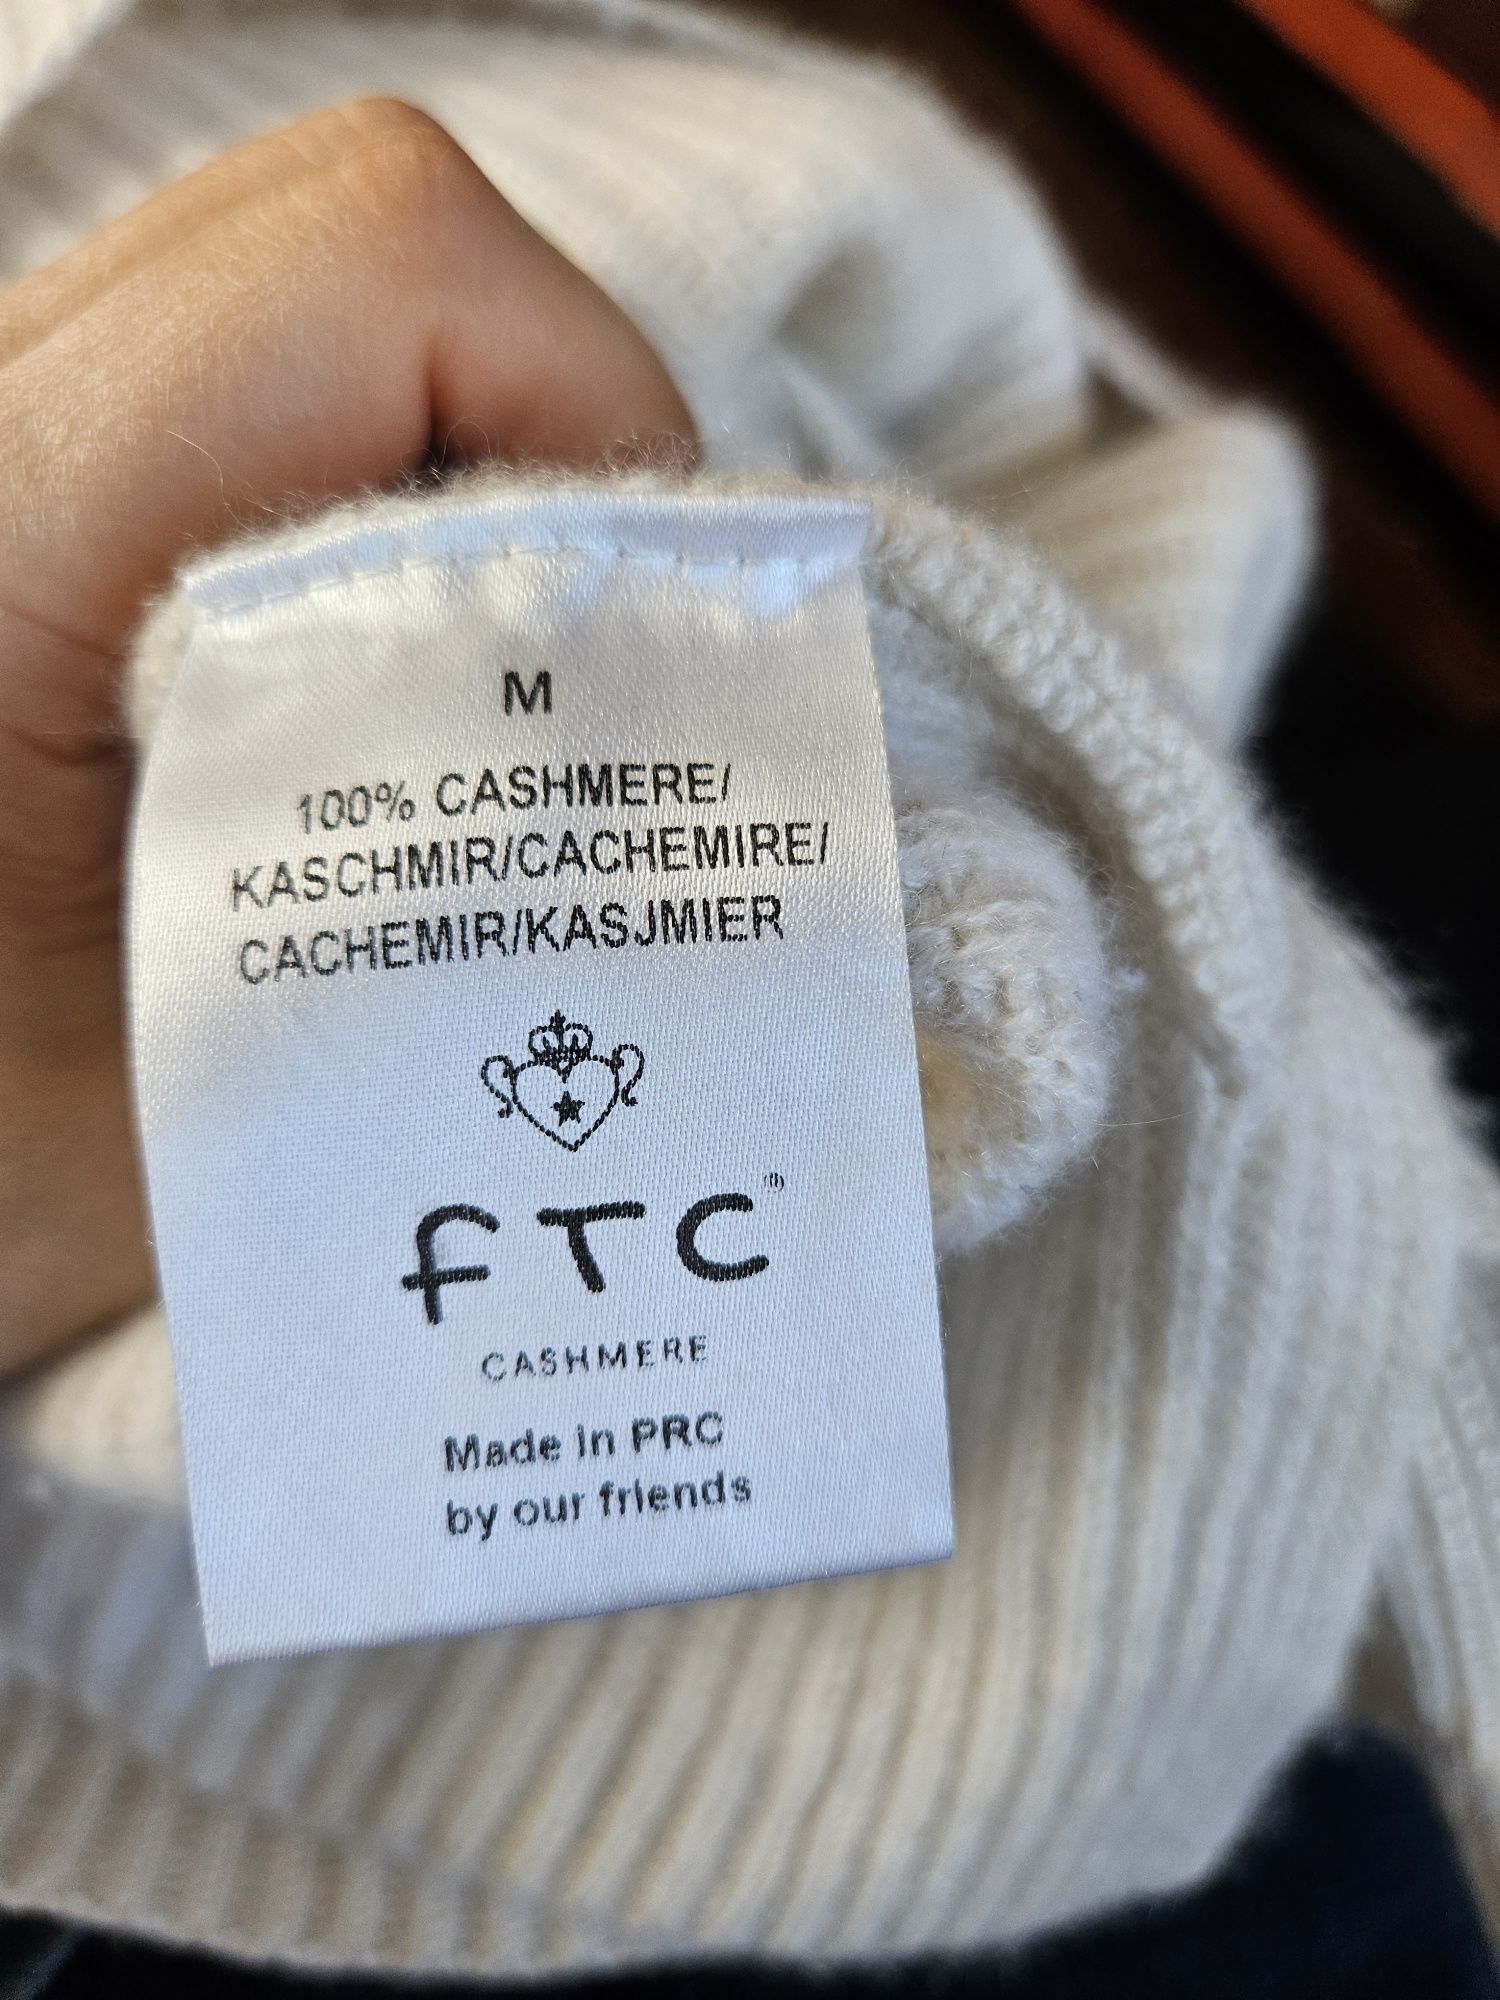 M
100% CASHMERE/
KASCHMIR/CACHEMIRE/
CACHEMIR/KASJMIER
fTC®
CASHMERE
Made in PRC
by our friends